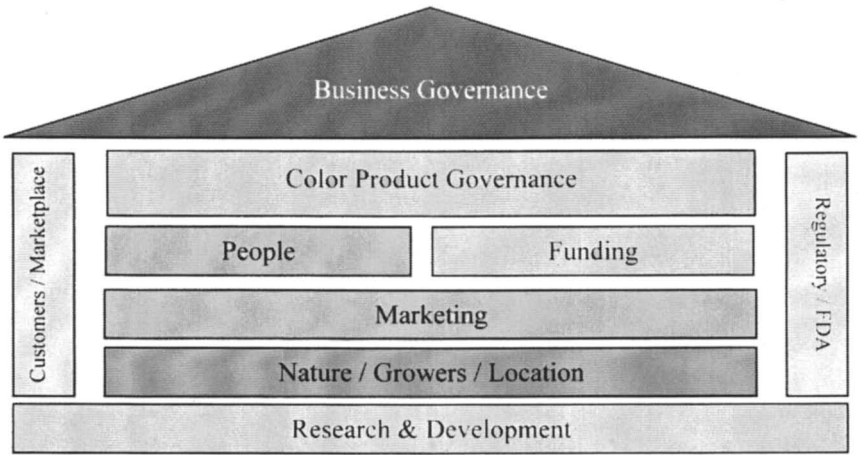 Business Governance
Customers / Marketplace
Color Product Governance
Regulatory / FDA
People
Funding
Marketing
Nature / Growers / Location
Research & Development